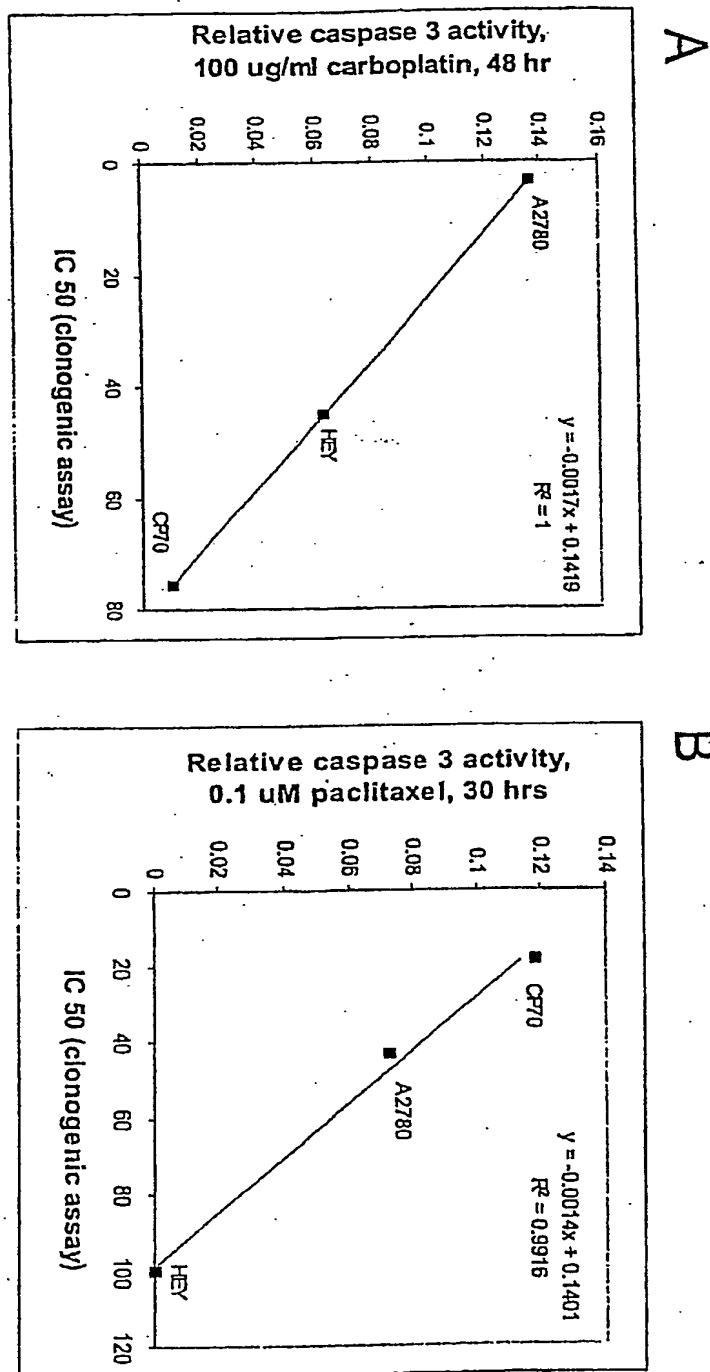 A
Relative caspase 3 activity,
100 ug/ml carboplatin, 48 hr
0.16
0.14
0.12
0.1
0.08
0.06
0.04
0.02
0
0
20
40
60
80
A2780
HEY
CP70
y = -0.0017x + 0.1419
R² = 1
IC 50 (clonogenic assay)
B
Relative caspase 3 activity,
0.1 uM paclitaxel, 30 hrs
0.14
0.12
0.1
0.08
0.06
0.04
0.02
0
0
20
40
60
80
100
120
CP70
A2780
HEY
y = -0.0014x + 0.1401
R² = 0.9916
IC 50 (clonogenic assay)